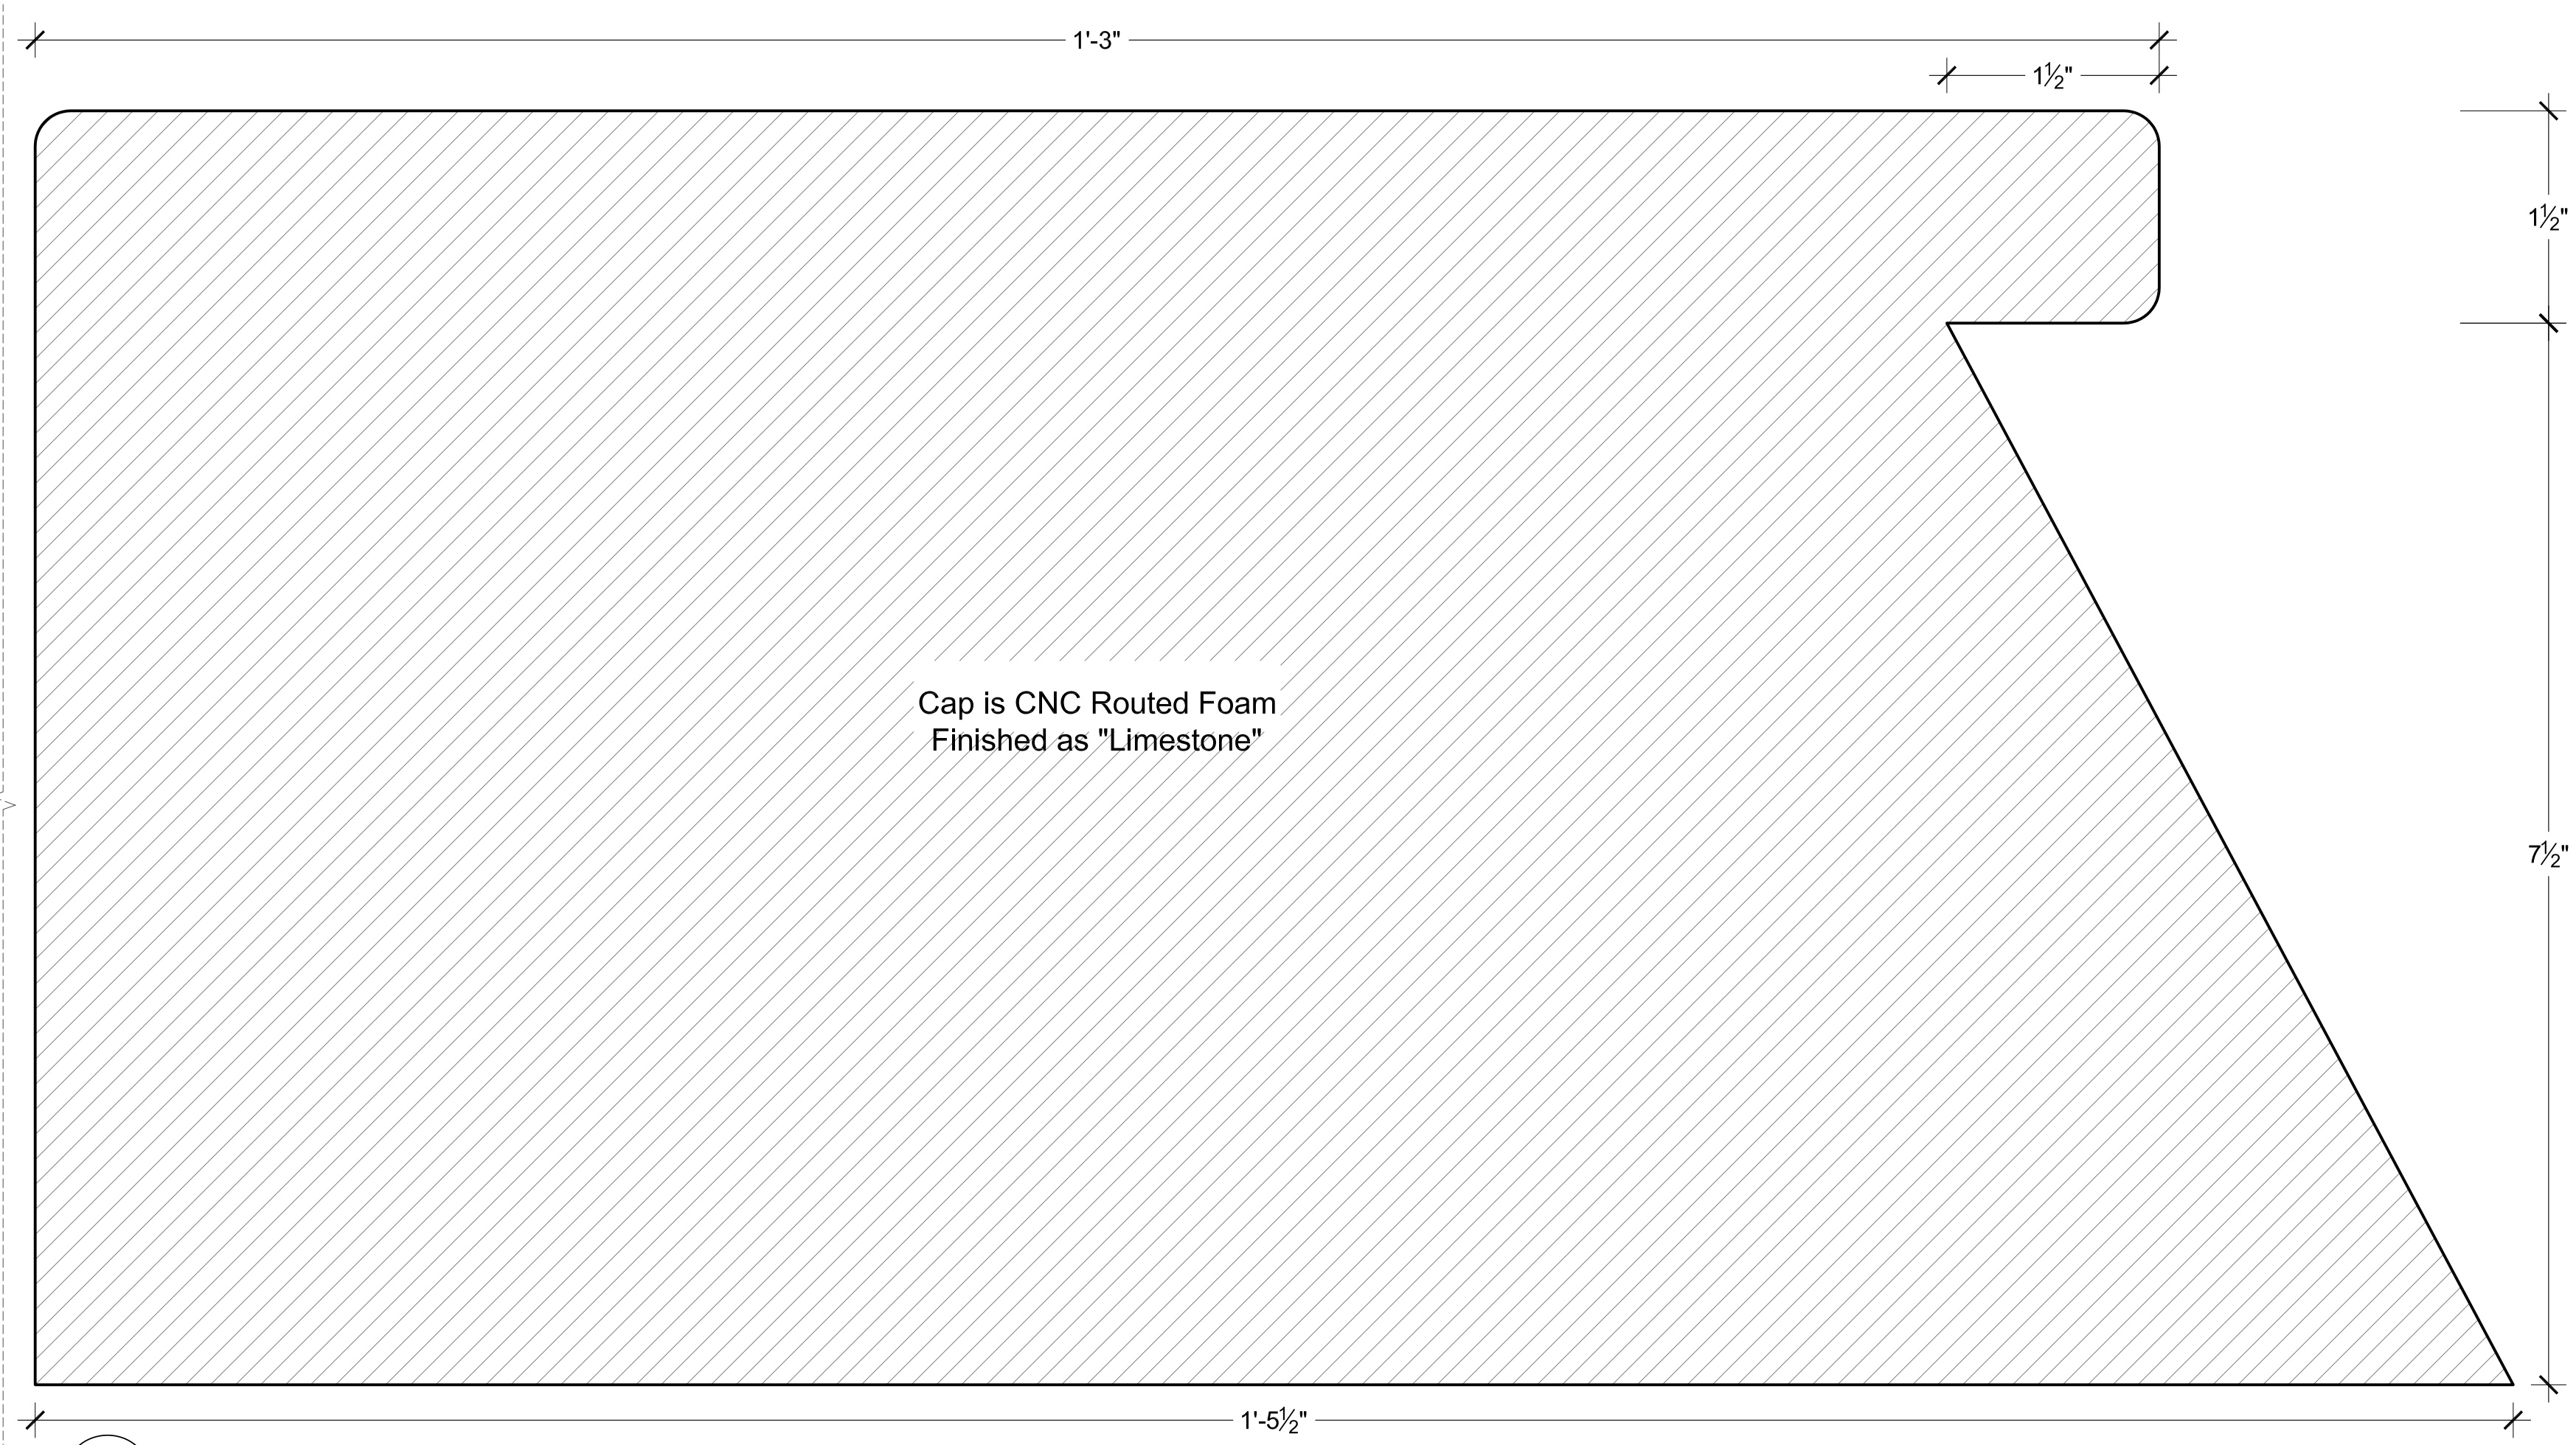 1'-3"
1½"
1½"
Cap is CNC Routed Foam
Finished as "Limestone"
7½"
1'-5½"